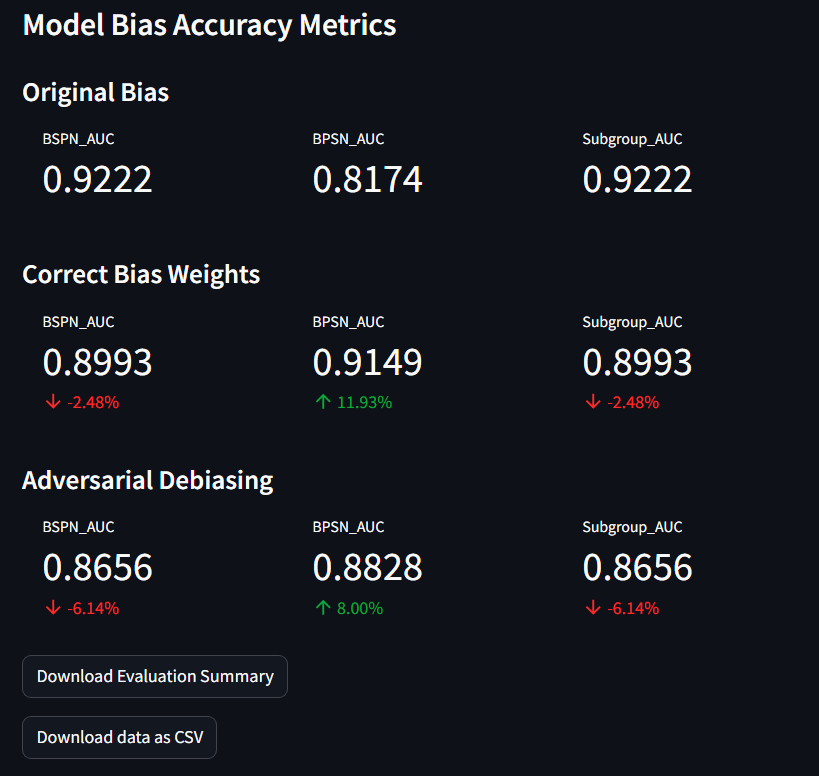 Model Bias Accuracy Metrics
Original Bias
BSPN_AUC BPSN_AUC Subgroup_AUC
0.9222 0.8174 0.9222
Correct Bias Weights
BSPN_AUC BPSN_AUC Subgroup_AUC
0.8993 0.9149 0.8993
↓ -2.48% ↑ 11.93% ↓ -2.48%
Adversarial Debiasing
BSPN_AUC BPSN_AUC Subgroup_AUC
0.8656 0.8828 0.8656
↓ -6.14% ↑ 8.00% ↓ -6.14%
Download Evaluation Summary
Download data as CSV